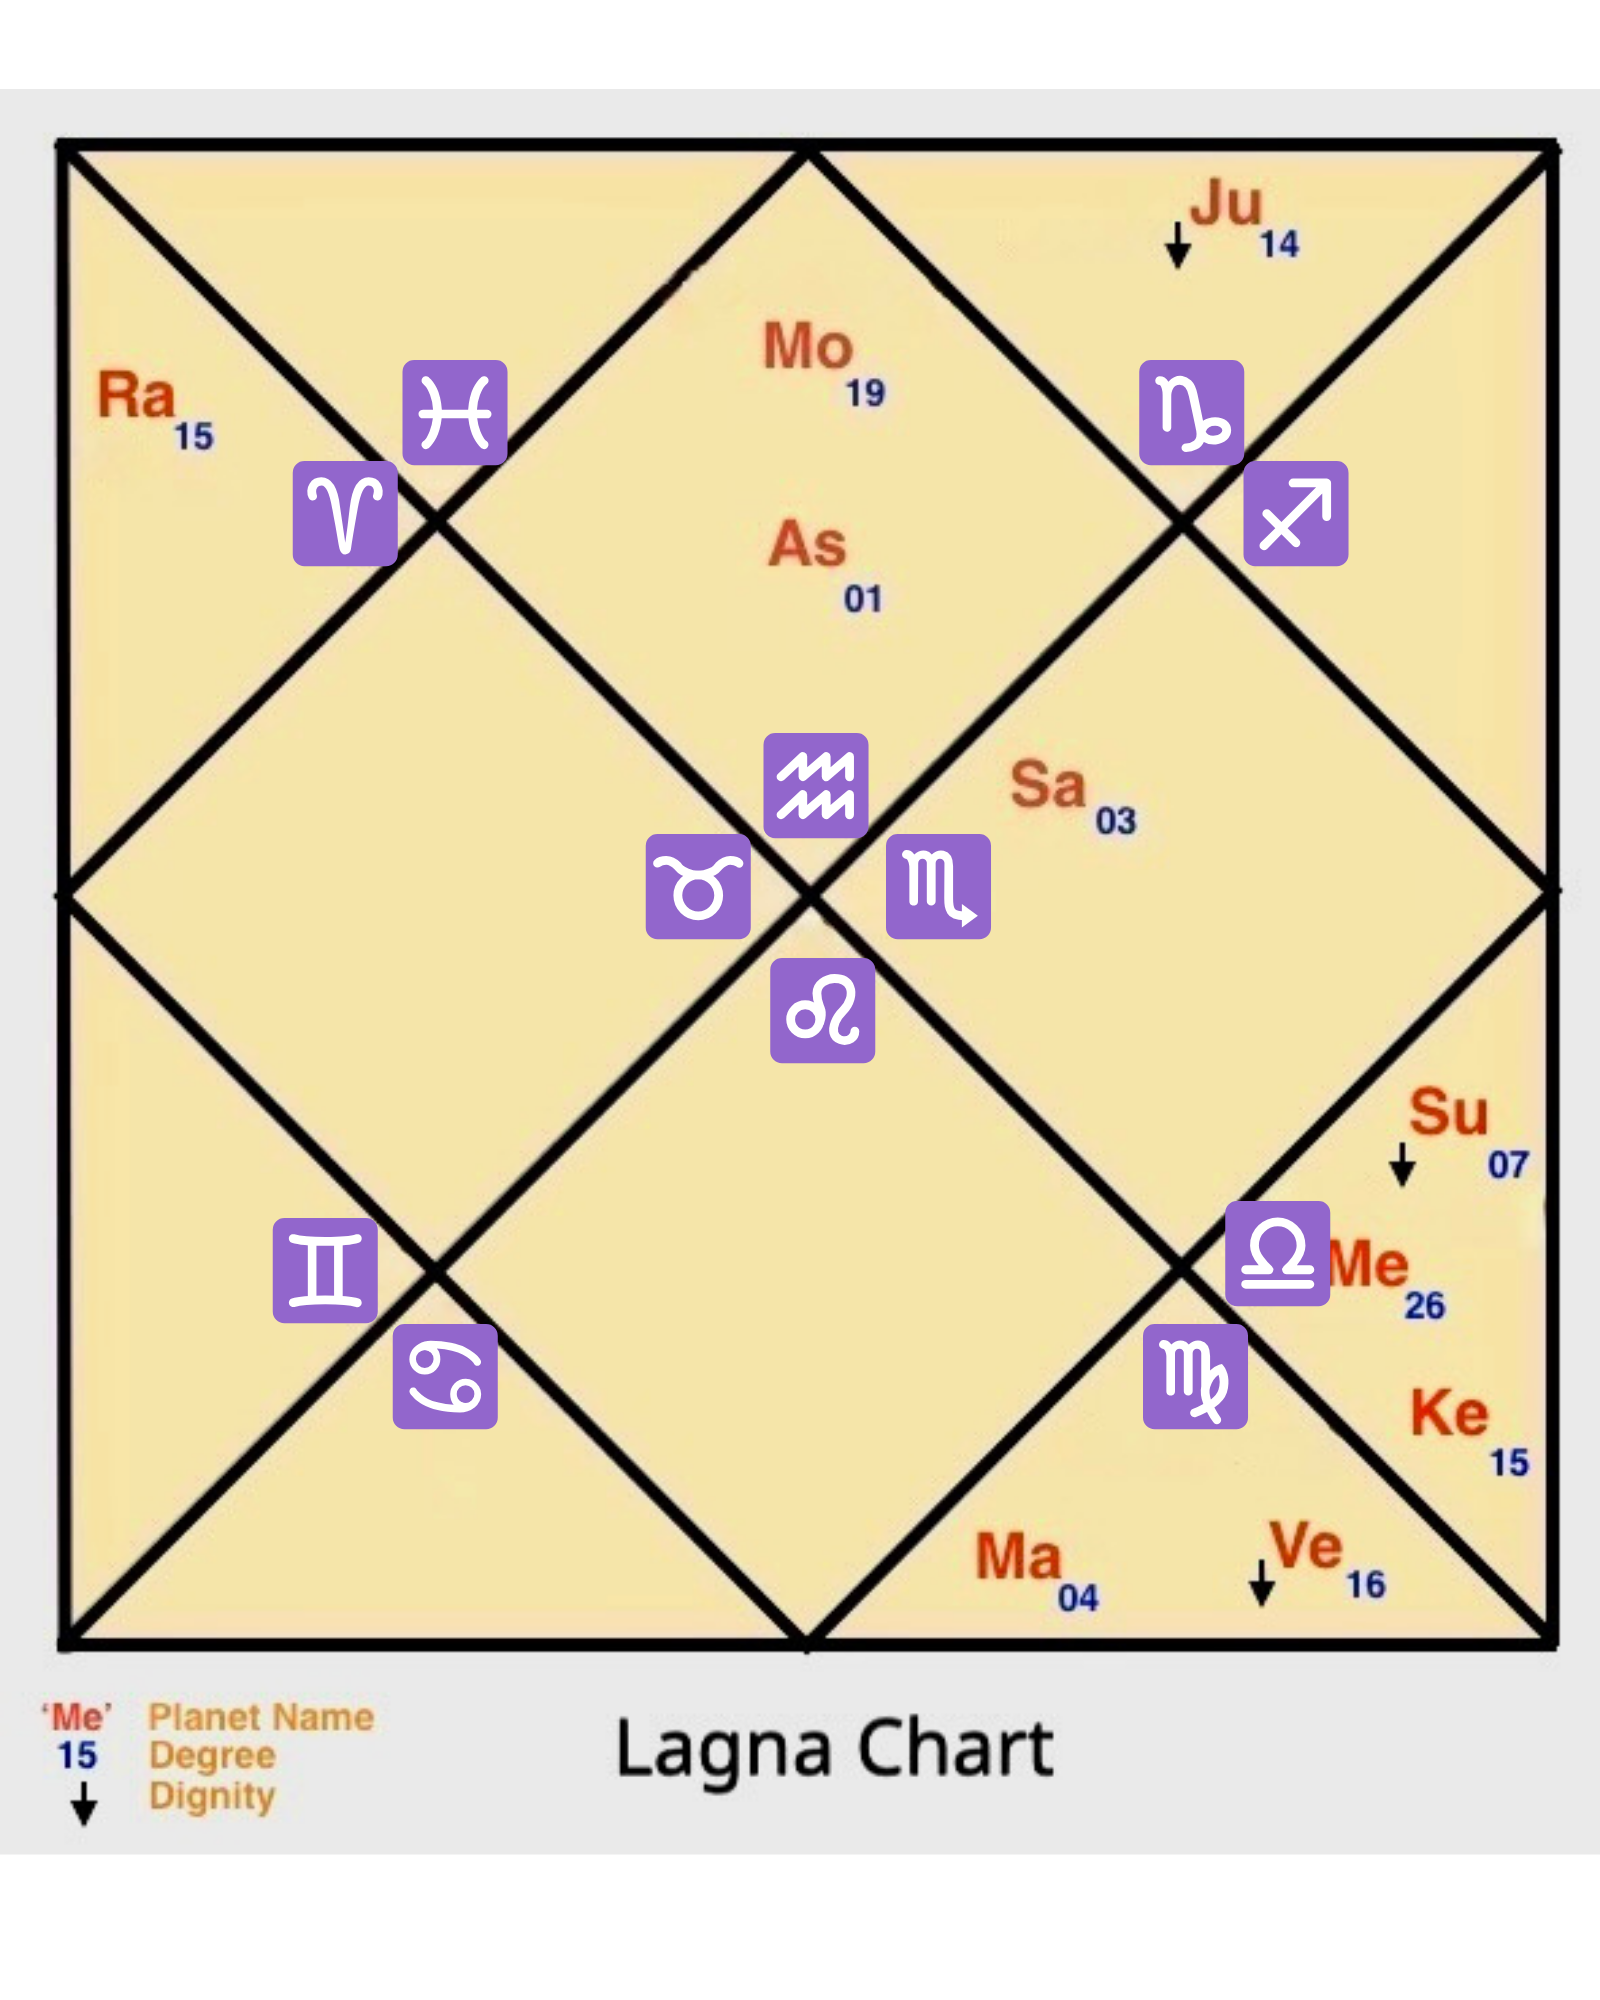 Ju
14
Mo
19
Ra
15
♓
♑
♈
♐
As
01
♒
Sa
03
♉
♏
♌
Su
07
♊
♎
Me
26
♋
♍
Ke
15
Ma
04
Ve
16
‘Me’ Planet Name
15 Degree
Dignity
Lagna Chart